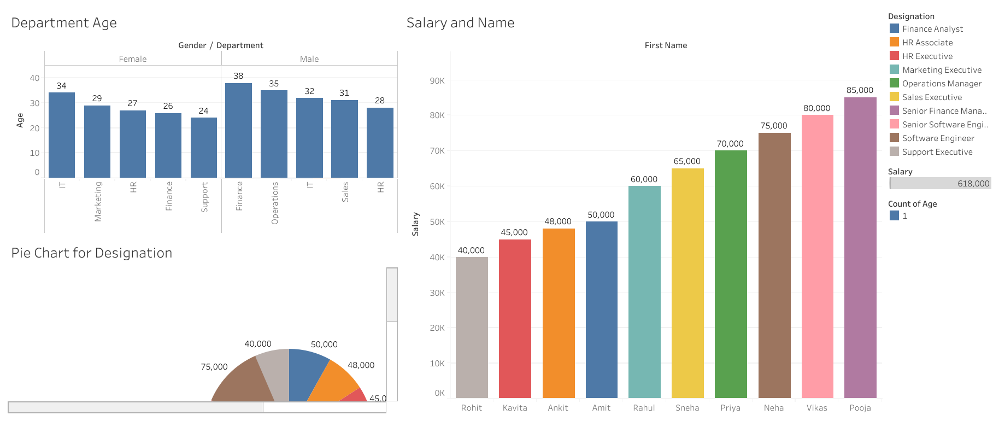 Department Age
Gender / Department
Female Male
Age
40
30
20
10
0
34 29 27 26 24 38 35 32 31 28
IT Marketing HR Finance Support Finance Operations IT Sales HR
Pie Chart for Designation
75,000
40,000
50,000
48,000
45,0
Salary and Name
First Name
Salary
90K
80K
70K
60K
50K
40K
30K
20K
10K
0K
40,000 45,000 48,000 50,000 60,000 65,000 70,000 75,000 80,000 85,000
Rohit Kavita Ankit Amit Rahul Sneha Priya Neha Vikas Pooja
Designation
Finance Analyst
HR Associate
HR Executive
Marketing Executive
Operations Manager
Sales Executive
Senior Finance Mana..
Senior Software Engi..
Software Engineer
Support Executive
Salary
618,000
Count of Age
1